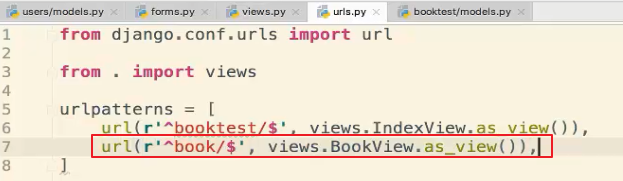 users/models.py forms.py views.py urls.py booktest/models.py
1 from django.conf.urls import url
2
3 from . import views
4
5 urlpatterns = [
6 url(r'^booktest/$', views.IndexView.as_view()),
7 url(r'^book/$', views.BookView.as_view()),
8 ]